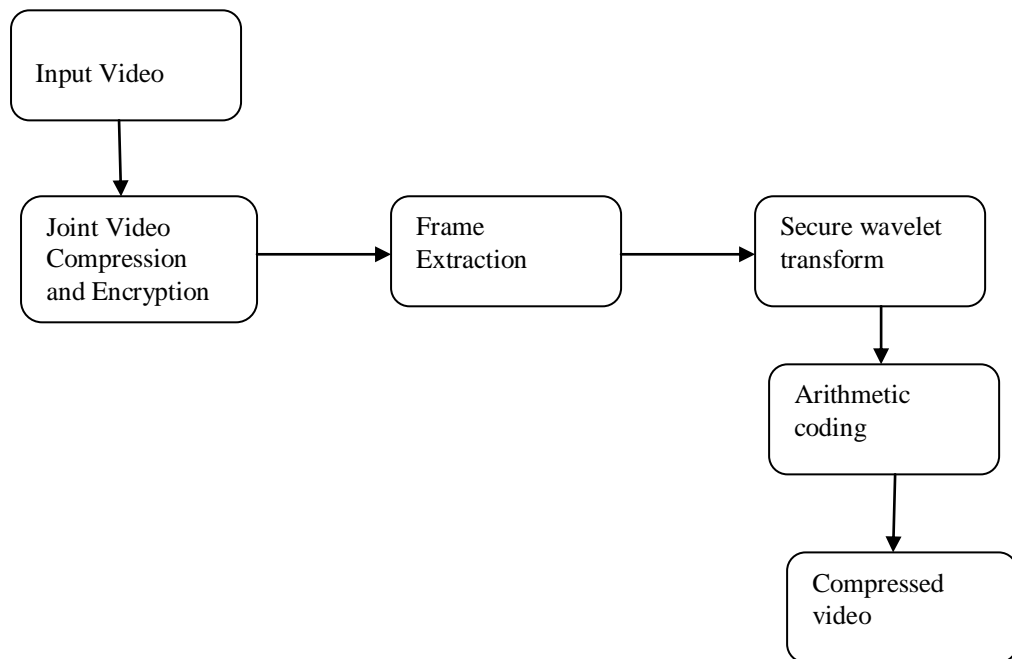 Input Video
Joint Video
Compression
and Encryption
Frame
Extraction
Secure wavelet
transform
Arithmetic
coding
Compressed
video